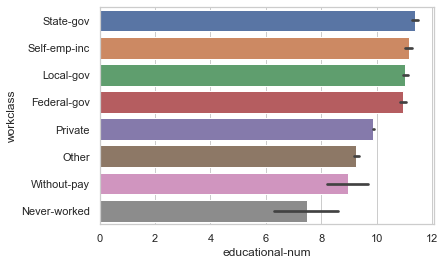 State-gov
Self-emp-inc
Local-gov
Federal-gov
Private
Other
Without-pay
Never-worked
workclass
0 2 4 6 8 10 12
educational-num